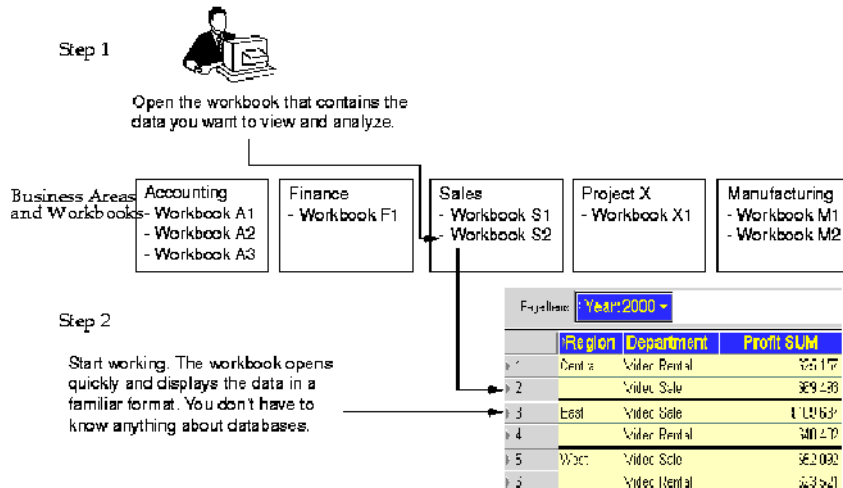 Step 1
Open the workbook that contains the
data you want to view and analyze.
Business Areas
and Workbooks
Accounting
- Workbook A1
- Workbook A2
- Workbook A3
Finance
- Workbook F1
Sales
- Workbook S1
- Workbook S2
Project X
- Workbook X1
Manufacturing
- Workbook M1
- Workbook M2
Step 2
Start working. The workbook opens
quickly and displays the data in a
familiar format. You don't have to
know anything about databases.
Year: 2000
Region Department Profit SUM
1 Central Video Rental
2 Video Sale
3 East Video Sale
4 Video Rental
5 West Video Sale
Video Rental